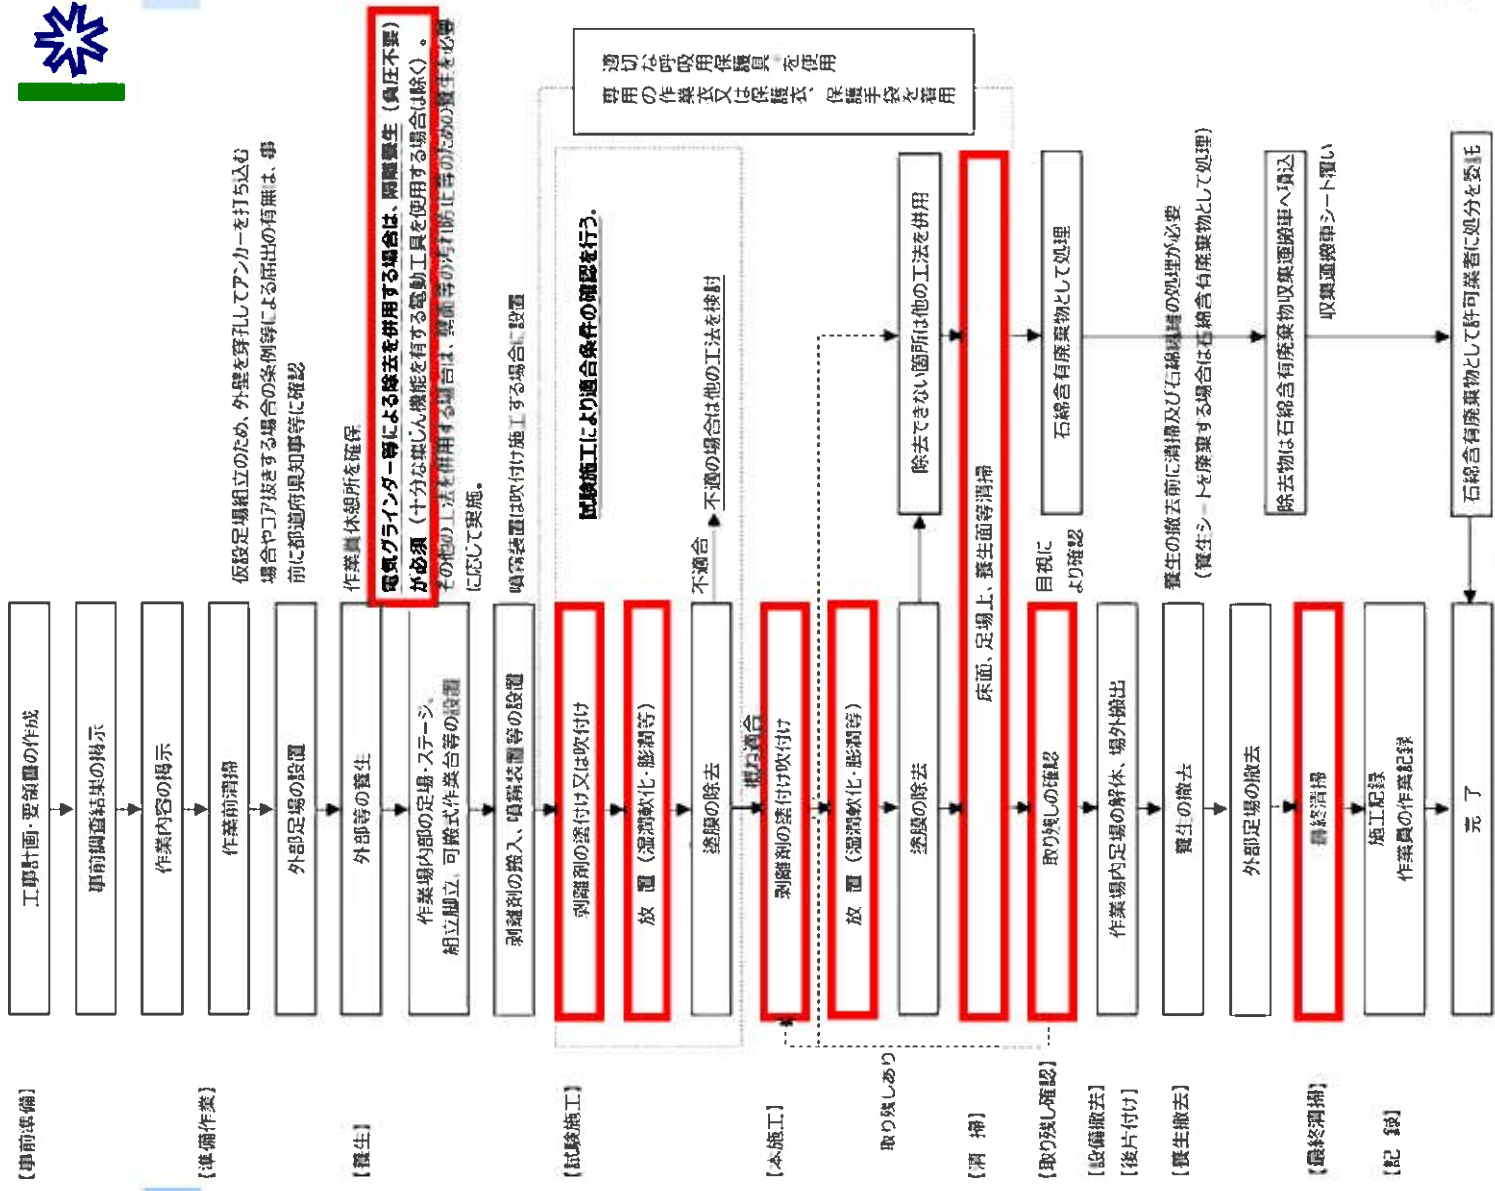 【事前準備】
工事計画・要領書の作成
事前調査結果の掲示
作業内容の掲示
【準備作業】
作業前清掃
外部足場の設置
仮設足場組立のため、外壁を穿孔してアンカーを打ち込む
場合やコア抜きする場合の条例等による届出の有無は、事
前に都道府県知事等に確認
【養生】
外部等の養生
作業員休憩所を確保
電気グラインダー等による除去を併用する場合は、隔離養生(負圧不要)
が必須(十分な集じん機能を有する電動工具を使用する場合は除く)。
その他の工法を併用する場合は、壁面等の汚れ防止等のための養生を必要
に応じて実施。
作業場内部の足場・ステージ、
組立脚立、可搬式作業台等の設置
剥離剤の搬入、噴霧装置等の設置
噴霧装置は吹付け施工する場合に設置
適切な呼吸用保護具 を使用
専用の作業衣又は保護衣、保護手袋を着用
【試験施工】
剥離剤の塗付け又は吹付け
放 置(湿潤軟化・膨潤等)
塗膜の除去
試験施工により適合条件の確認を行う。
不適合
不適の場合は他の工法を検討
概ね適合
【本施工】
剥離剤の塗付け吹付け
放 置(湿潤軟化・膨潤等)
取り残しあり
塗膜の除去
除去できない箇所は他の工法を併用
【清 掃】
床面、足場上、養生面等清掃
【取り残し確認】
取り残しの確認
目視に
より確認
石綿含有廃棄物として処理
【設備撤去】
【後片付け】
作業場内足場の解体、場外搬出
【養生撤去】
養生の撤去
養生の撤去前に清掃及び石綿繊維の処理が必要
(養生シートを廃棄する場合は石綿含有廃棄物として処理)
外部足場の撤去
除去物は石綿含有廃棄物収集運搬車へ積込
収集運搬車シート覆い
【最終清掃】
最終清掃
【記 録】
施工記録
作業員の作業記録
石綿含有廃棄物として許可業者に処分を委託
完 了